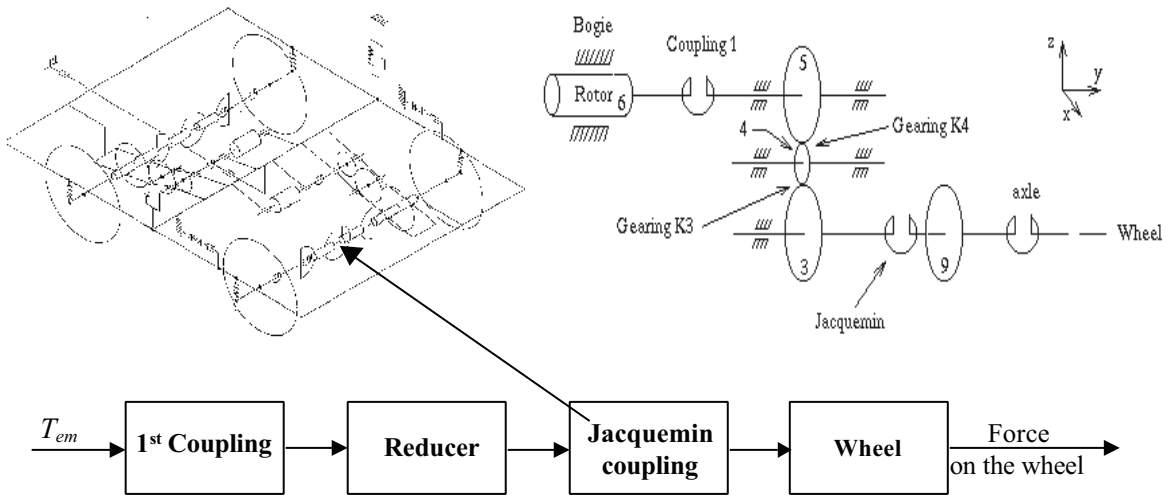 Bogie
Coupling 1
Rotor
6
5
z
y
x
4
Gearing K4
Gearing K3
axle
Wheel
3
9
Jacquemin
T_em
1st Coupling
Reducer
Jacquemin
coupling
Wheel
Force
on the wheel